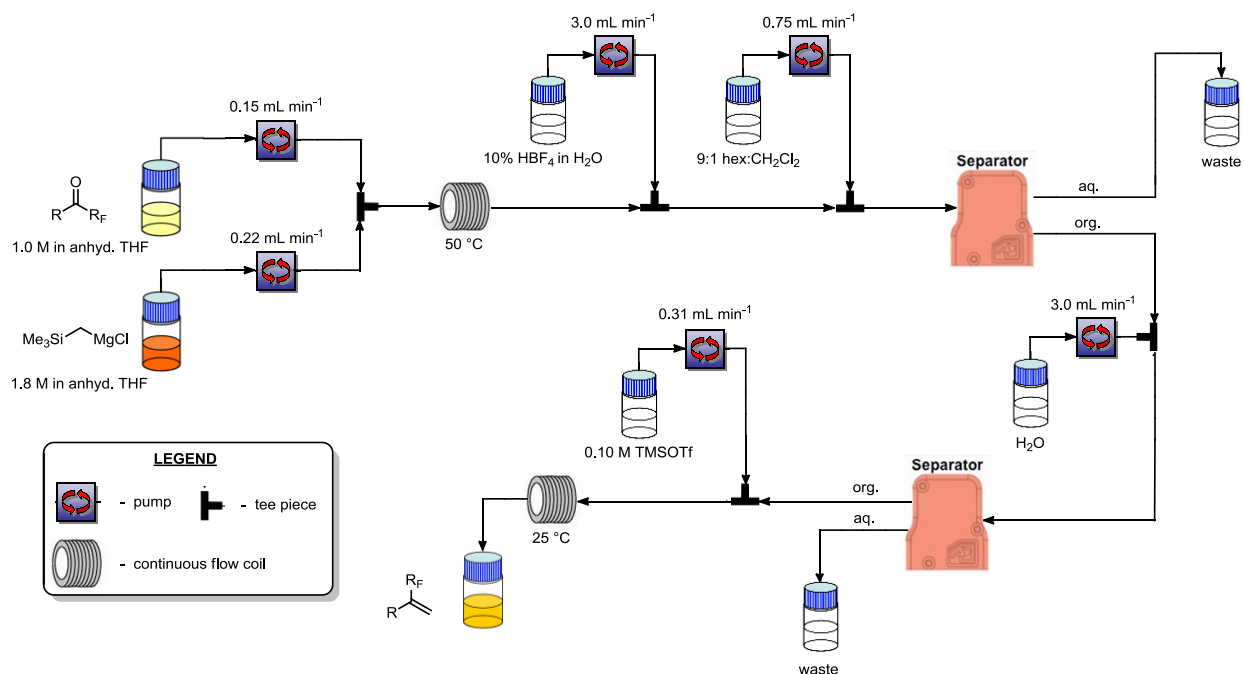 3.0 mL min⁻¹
0.75 mL min⁻¹
0.15 mL min⁻¹
10% HBF₄ in H₂O
9:1 hex:CH₂Cl₂
waste
Separator
aq.
org.
O
R
R_F
1.0 M in anhyd. THF
0.22 mL min⁻¹
50 °C
Me₃Si
MgCl
1.8 M in anhyd. THF
0.31 mL min⁻¹
3.0 mL min⁻¹
0.10 M TMSOTf
H₂O
Separator
org.
aq.
25 °C
R_F
R
waste
LEGEND
- pump
- tee piece
- continuous flow coil